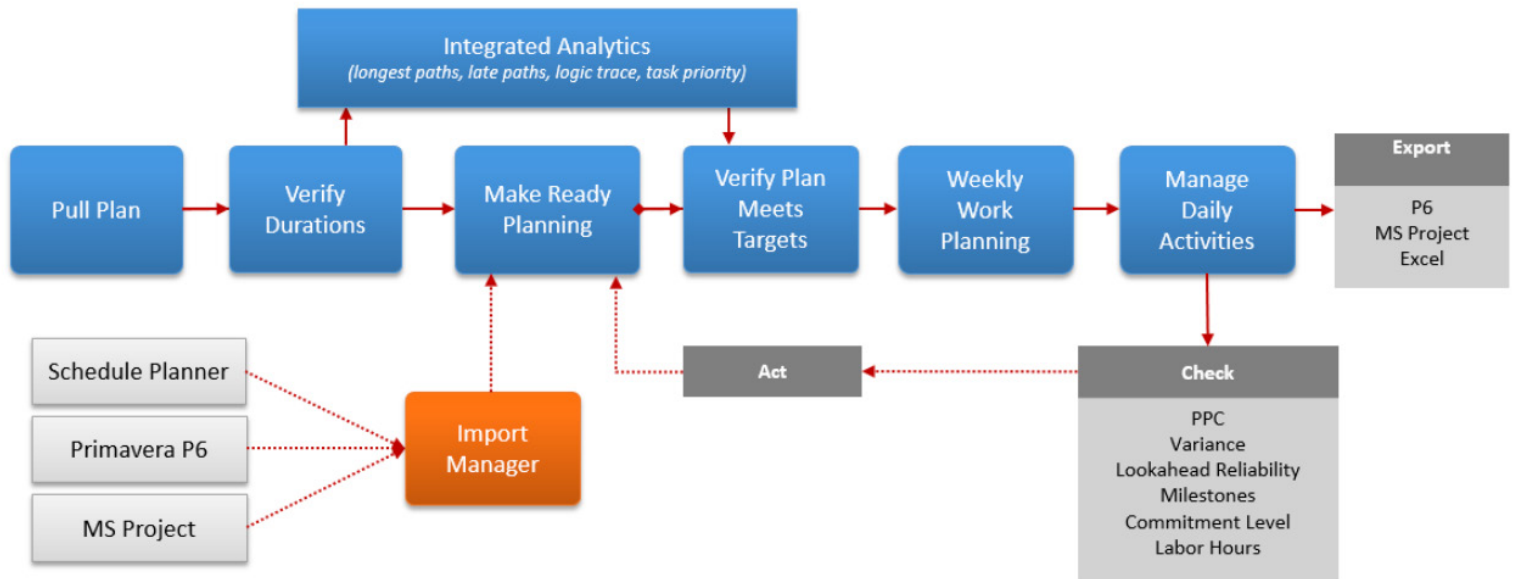 Integrated Analytics
(longest paths, late paths, logic trace, task priority)
Pull Plan
Verify
Durations
Make Ready
Planning
Verify Plan
Meets
Targets
Weekly
Work
Planning
Manage
Daily
Activities
Export
P6
MS Project
Excel
Schedule Planner
Primavera P6
MS Project
Import
Manager
Act
Check
PPC
Variance
Lookahead Reliability
Milestones
Commitment Level
Labor Hours